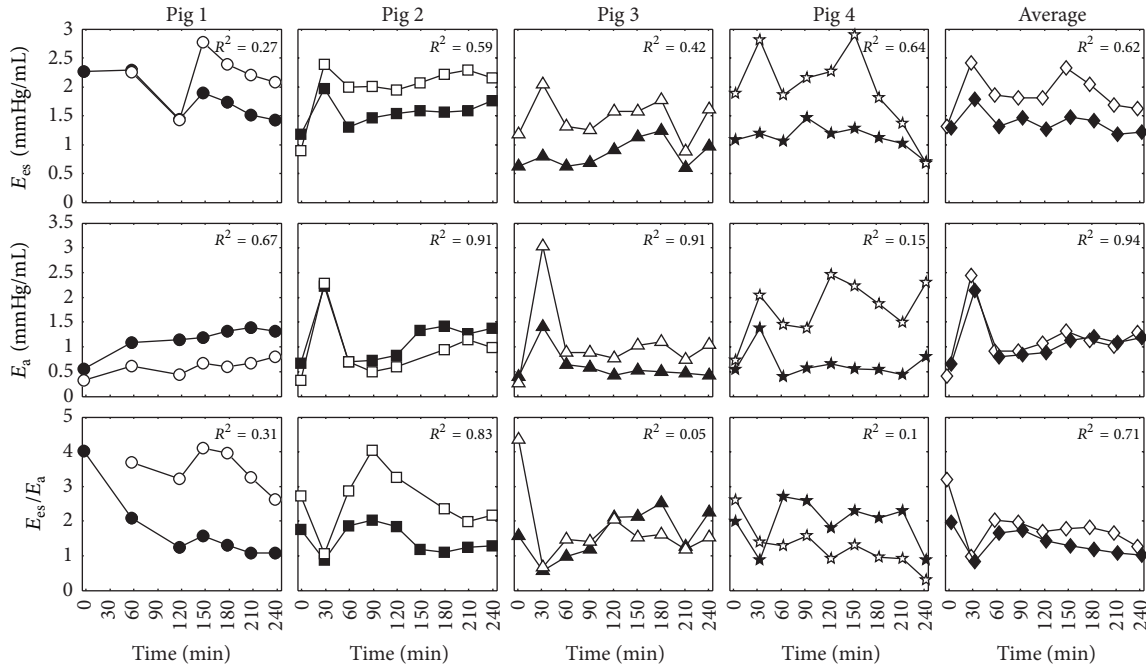 Pig 1 Pig 2 Pig 3 Pig 4 Average
E_es (mmHg/mL)
3
2.5
2
1.5
1
0.5
0
R² = 0.27 R² = 0.59 R² = 0.42 R² = 0.64 R² = 0.62
E_a (mmHg/mL)
3.5
3
2.5
2
1.5
1
0.5
0
R² = 0.67 R² = 0.91 R² = 0.91 R² = 0.15 R² = 0.94
E_es/E_a
5
4
3
2
1
0
R² = 0.31 R² = 0.83 R² = 0.05 R² = 0.1 R² = 0.71
0 30 60 90 120 150 180 210 240 0 30 60 90 120 150 180 210 240 0 30 60 90 120 150 180 210 240 0 30 60 90 120 150 180 210 240 0 30 60 90 120 150 180 210 240
Time (min) Time (min) Time (min) Time (min) Time (min)